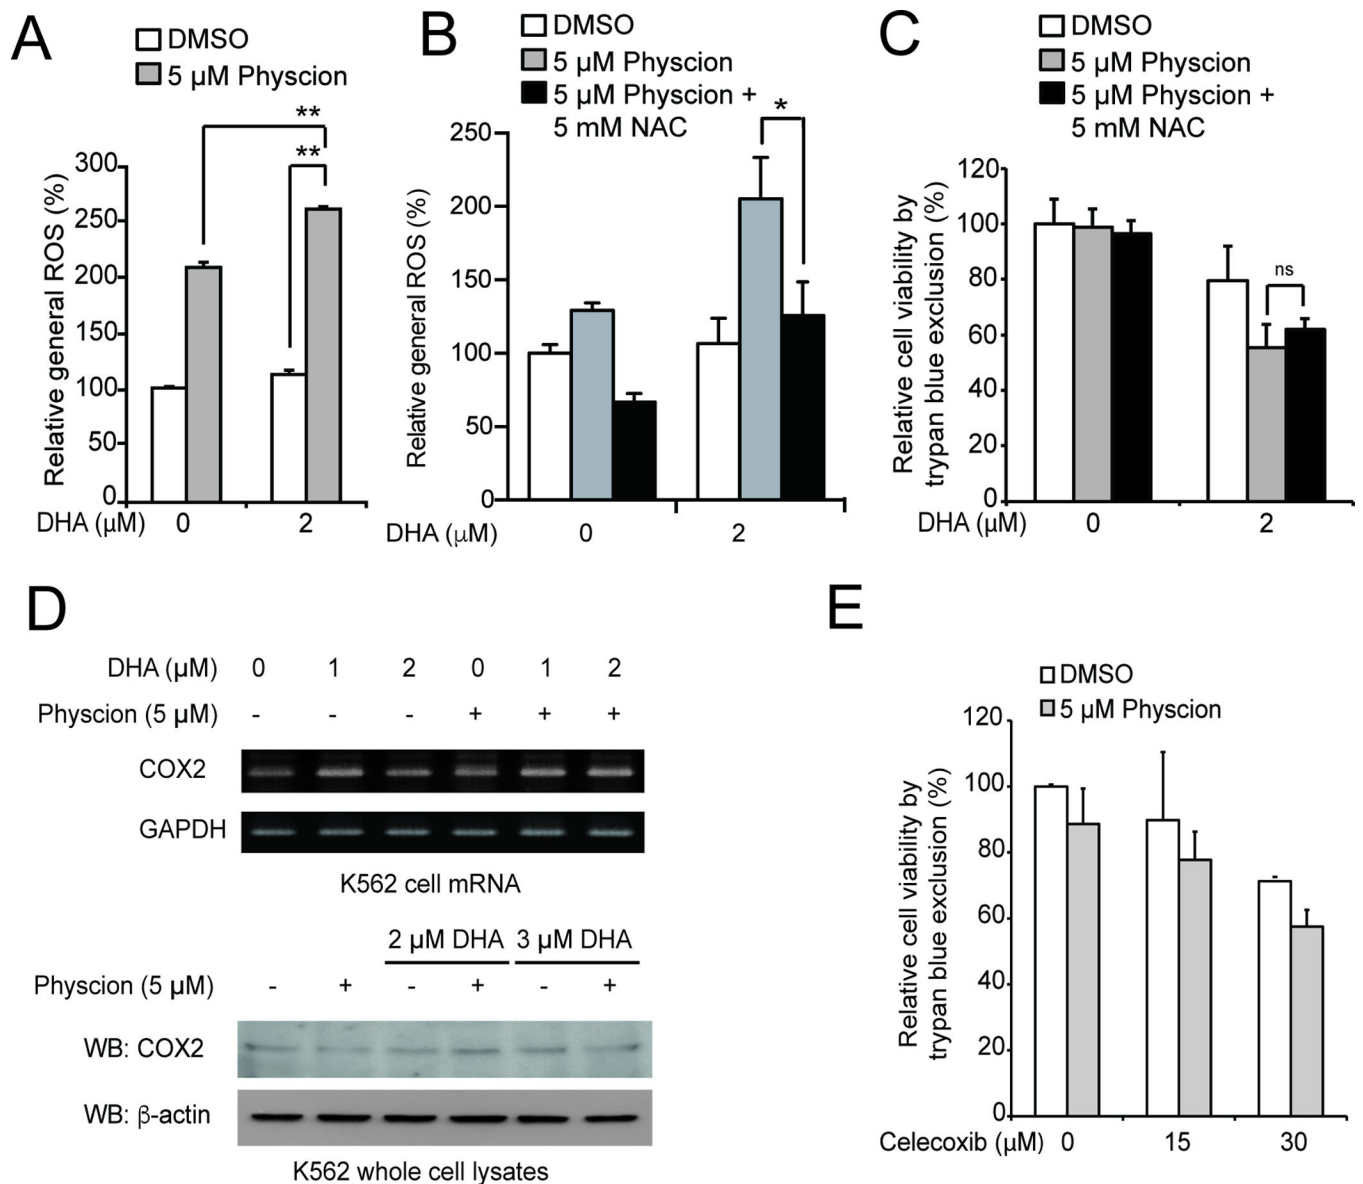 A
DMSO
5 μM Physcion
**
**
Relative general ROS (%)
300
250
200
150
100
50
0
DHA (μM)
0
2
B
DMSO
5 μM Physcion
5 μM Physcion +
5 mM NAC
*
Relative general ROS (%)
250
200
150
100
50
0
DHA (μM)
0
2
C
DMSO
5 μM Physcion
5 μM Physcion +
5 mM NAC
ns
Relative cell viability by
trypan blue exclusion (%)
120
100
80
60
40
20
0
DHA (μM)
0
2
D
DHA (μM) 0 1 2 0 1 2
Physcion (5 μM) - - - + + +
COX2
GAPDH
K562 cell mRNA
2 μM DHA 3 μM DHA
Physcion (5 μM) - + - + - +
WB: COX2
WB: β-actin
K562 whole cell lysates
E
DMSO
5 μM Physcion
Relative cell viability by
trypan blue exclusion (%)
120
100
80
60
40
20
0
Celecoxib (μM) 0 15 30